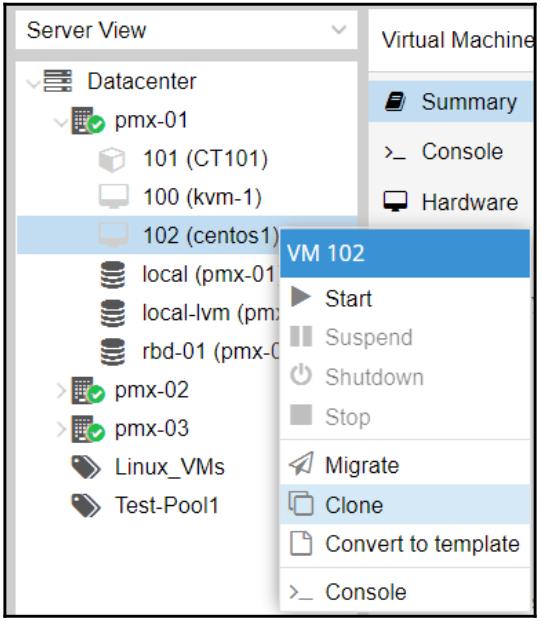 Server View
Virtual Machine
Datacenter
Summary
pmx-01
101 (CT101)
Console
100 (kvm-1)
Hardware
102 (centos1)
VM 102
local (pmx-01
Start
local-lvm (pm
Suspend
rbd-01 (pmx-0
Shutdown
pmx-02
Stop
pmx-03
Linux_VMs
Migrate
Test-Pool1
Clone
Convert to template
Console